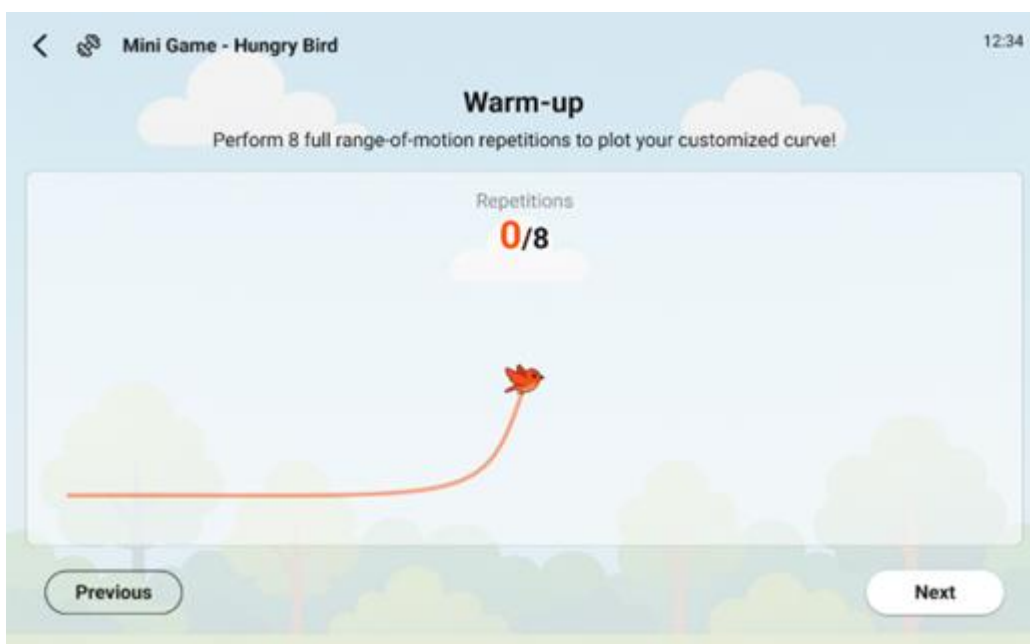 Mini Game - Hungry Bird
12:34
Warm-up
Perform 8 full range-of-motion repetitions to plot your customized curve!
Repetitions
0/8
Previous
Next